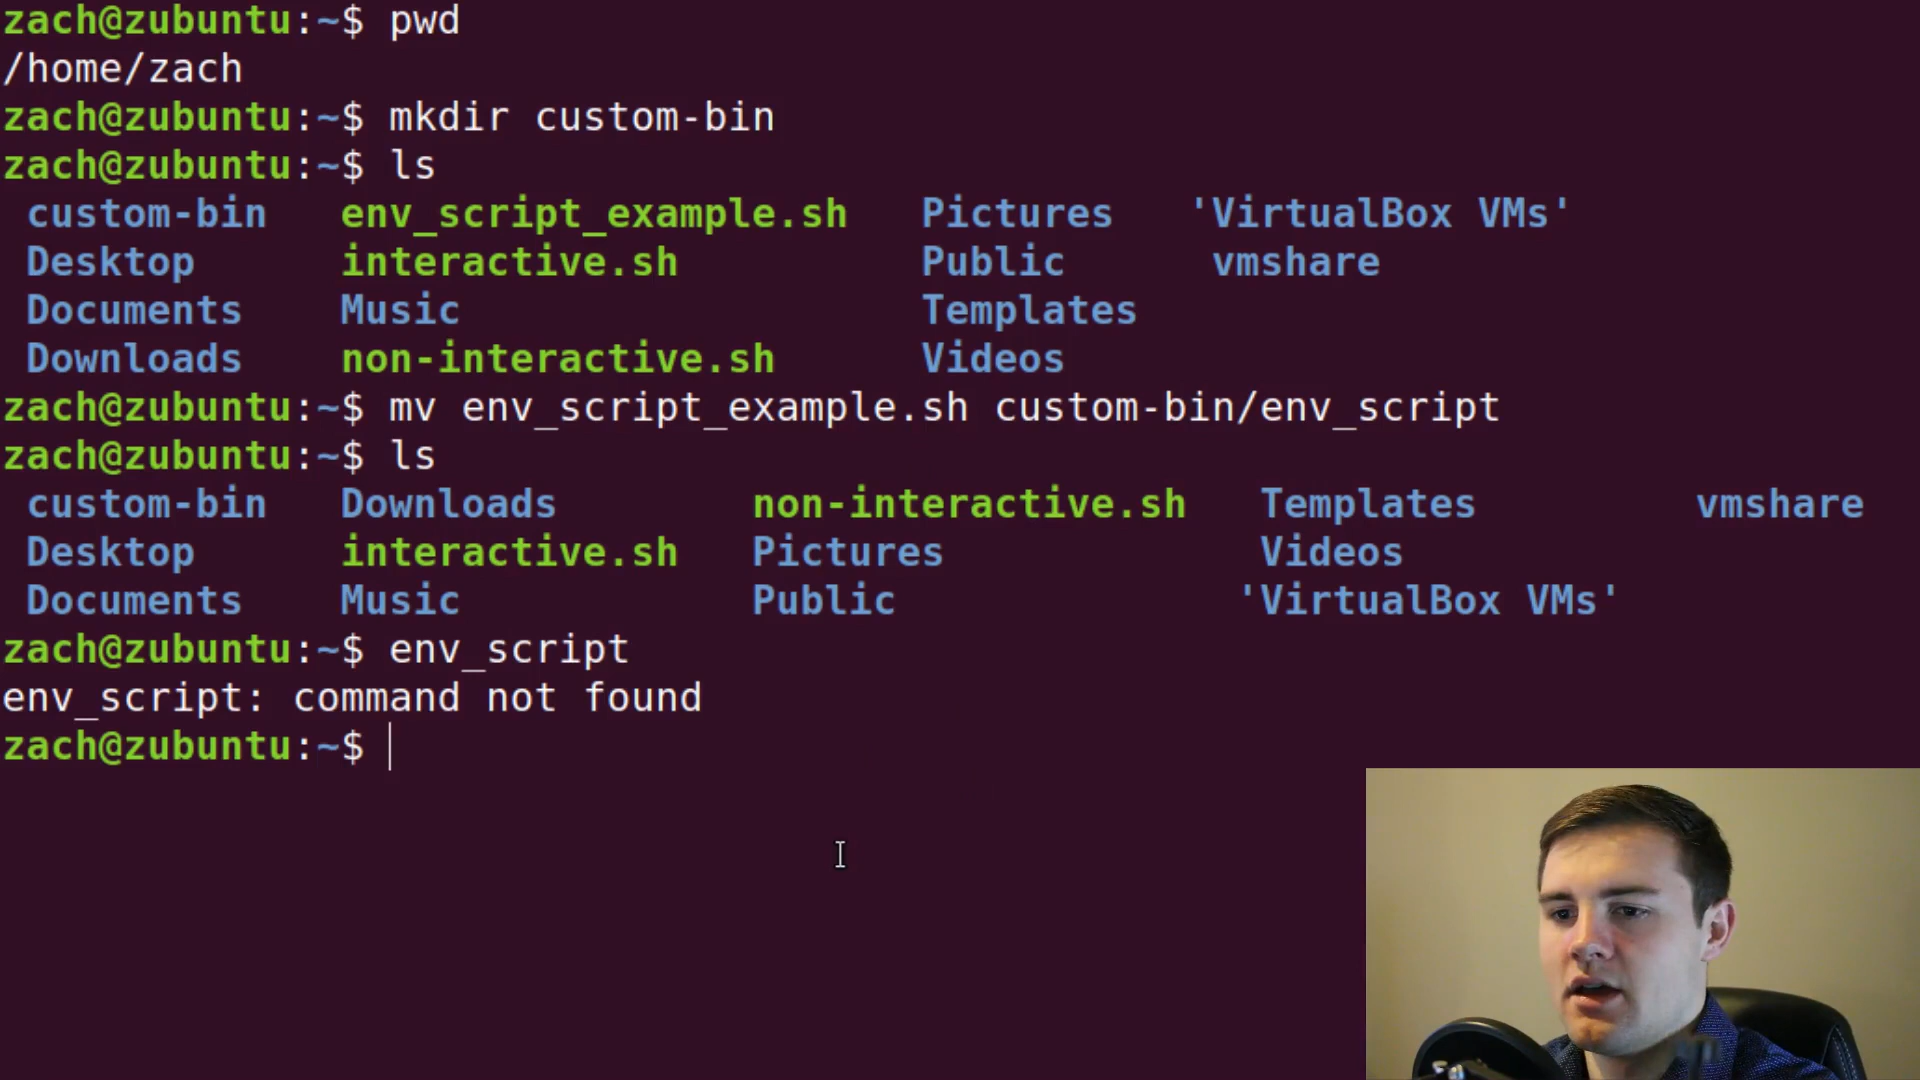 zach@zubuntu:~$ pwd
/home/zach
zach@zubuntu:~$ mkdir custom-bin
zach@zubuntu:~$ ls
custom-bin env_script_example.sh Pictures 'VirtualBox VMs'
Desktop interactive.sh Public vmshare
Documents Music Templates
Downloads non-interactive.sh Videos
zach@zubuntu:~$ mv env_script_example.sh custom-bin/env_script
zach@zubuntu:~$ ls
custom-bin Downloads non-interactive.sh Templates vmshare
Desktop interactive.sh Pictures Videos
Documents Music Public 'VirtualBox VMs'
zach@zubuntu:~$ env_script
env_script: command not found
zach@zubuntu:~$